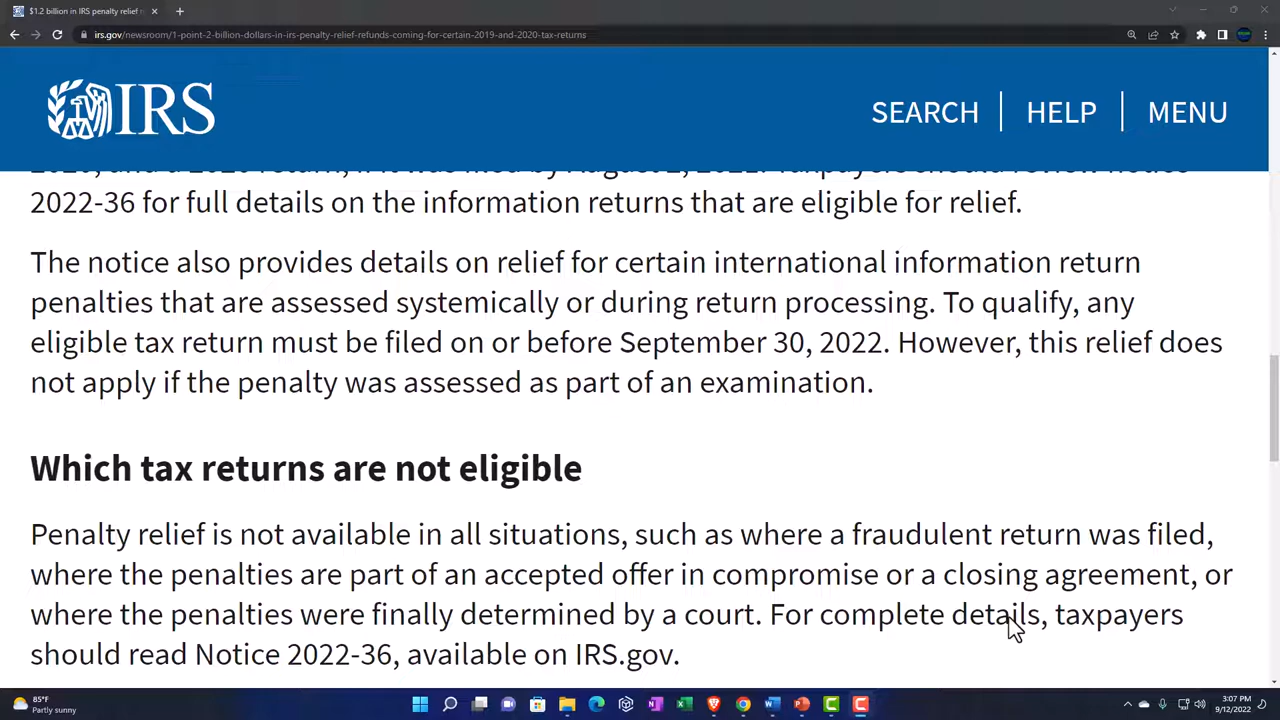 $1.2 billion in IRS penalty relief r
irs.gov/newsroom/1-point-2-billion-dollars-in-irs-penalty-relief-refunds-coming-for-certain-2019-and-2020-tax-returns
IRS
SEARCH
HELP
MENU
2022-36 for full details on the information returns that are eligible for relief.
The notice also provides details on relief for certain international information return
penalties that are assessed systemically or during return processing. To qualify, any
eligible tax return must be filed on or before September 30, 2022. However, this relief does
not apply if the penalty was assessed as part of an examination.
Which tax returns are not eligible
Penalty relief is not available in all situations, such as where a fraudulent return was filed,
where the penalties are part of an accepted offer in compromise or a closing agreement, or
where the penalties were finally determined by a court. For complete details, taxpayers
should read Notice 2022-36, available on IRS.gov.
85°F
Partly sunny
3:07 PM
9/12/2022